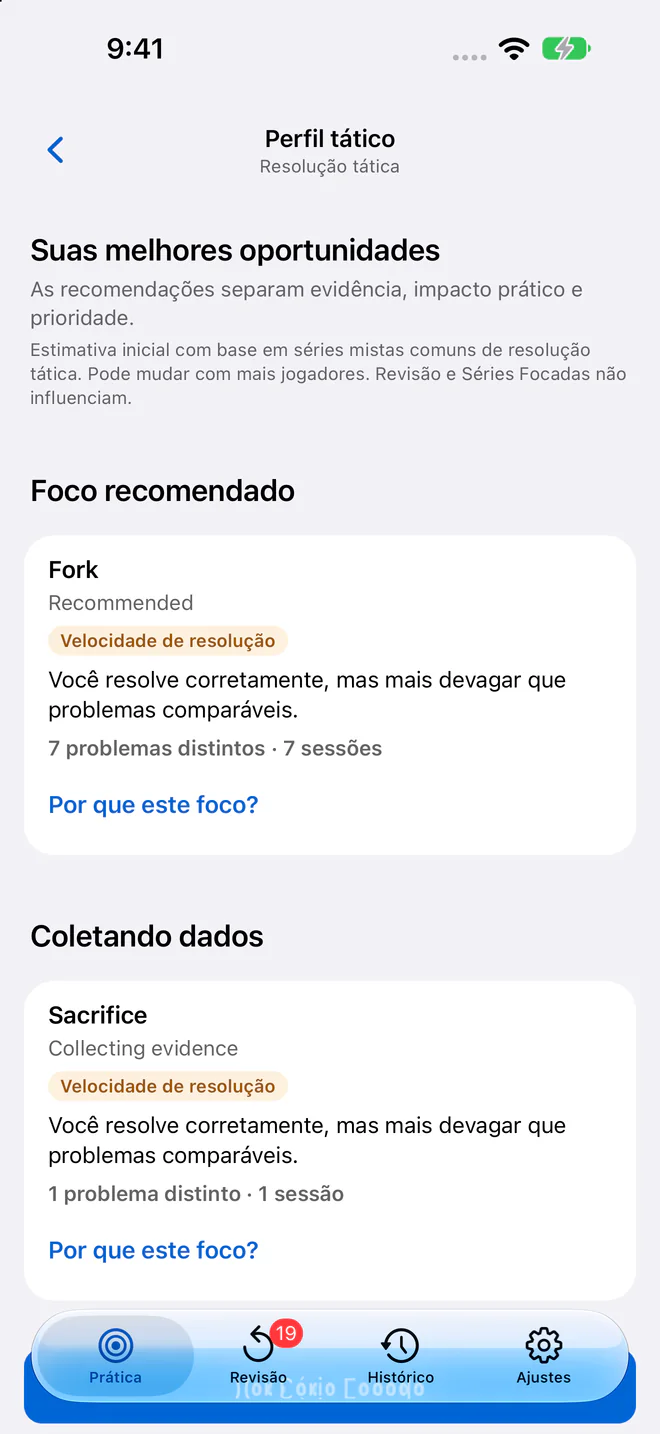 9:41
Perfil tático
Resolução tática
Suas melhores oportunidades
As recomendações separam evidência, impacto prático e
prioridade.
Estimativa inicial com base em séries mistas comuns de resolução
tática. Pode mudar com mais jogadores. Revisão e Séries Focadas não
influenciam.
Foco recomendado
Fork
Recommended
Velocidade de resolução
Você resolve corretamente, mas mais devagar que
problemas comparáveis.
7 problemas distintos · 7 sessões
Por que este foco?
Coletando dados
Sacrifice
Collecting evidence
Velocidade de resolução
Você resolve corretamente, mas mais devagar que
problemas comparáveis.
1 problema distinto · 1 sessão
Por que este foco?
19
Prática
Revisão
Histórico
Ajustes